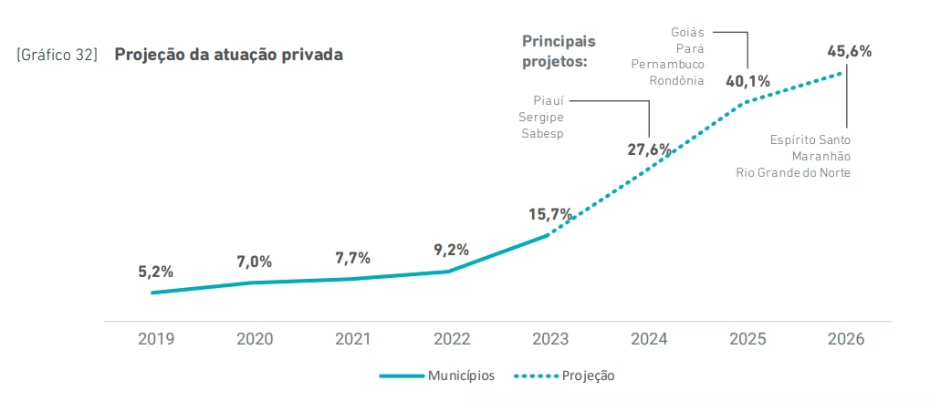 [Gráfico 32] Projeção da atuação privada
Principais
projetos:
Goiás
Pará
Pernambuco
Rondônia
45,6%
40,1%
Piauí
Sergipe
Sabesp
27,6%
Espírito Santo
Maranhão
Rio Grande do Norte
15,7%
9,2%
7,7%
7,0%
5,2%
2019 2020 2021 2022 2023 2024 2025 2026
Municípios Projeção